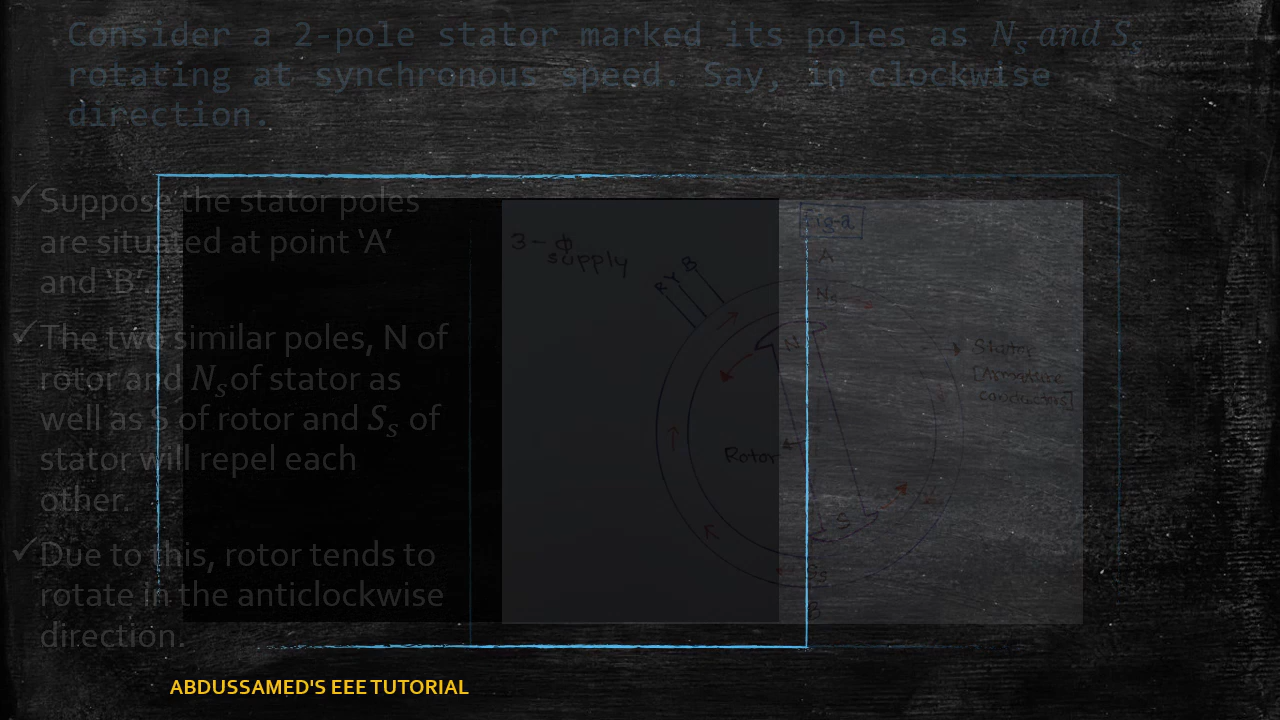 Consider a 2-pole stator marked its poles as Nₛ and Sₛ
rotating at synchronous speed. Say, in clockwise
direction.
✓ Suppose the stator poles
are situated at point ‘A’
and ‘B’.
✓ The two similar poles, N of
rotor and Nₛ of stator as
well as S of rotor and Sₛ of
stator will repel each
other.
✓ Due to this, rotor tends to
rotate in the anticlockwise
direction.
3-ϕ
supply
R Y B
Fig-2
A
Ns
N
Stator
[Armature
conductors]
Rotor
S
Ss
B
ABDUSSAMED'S EEE TUTORIAL